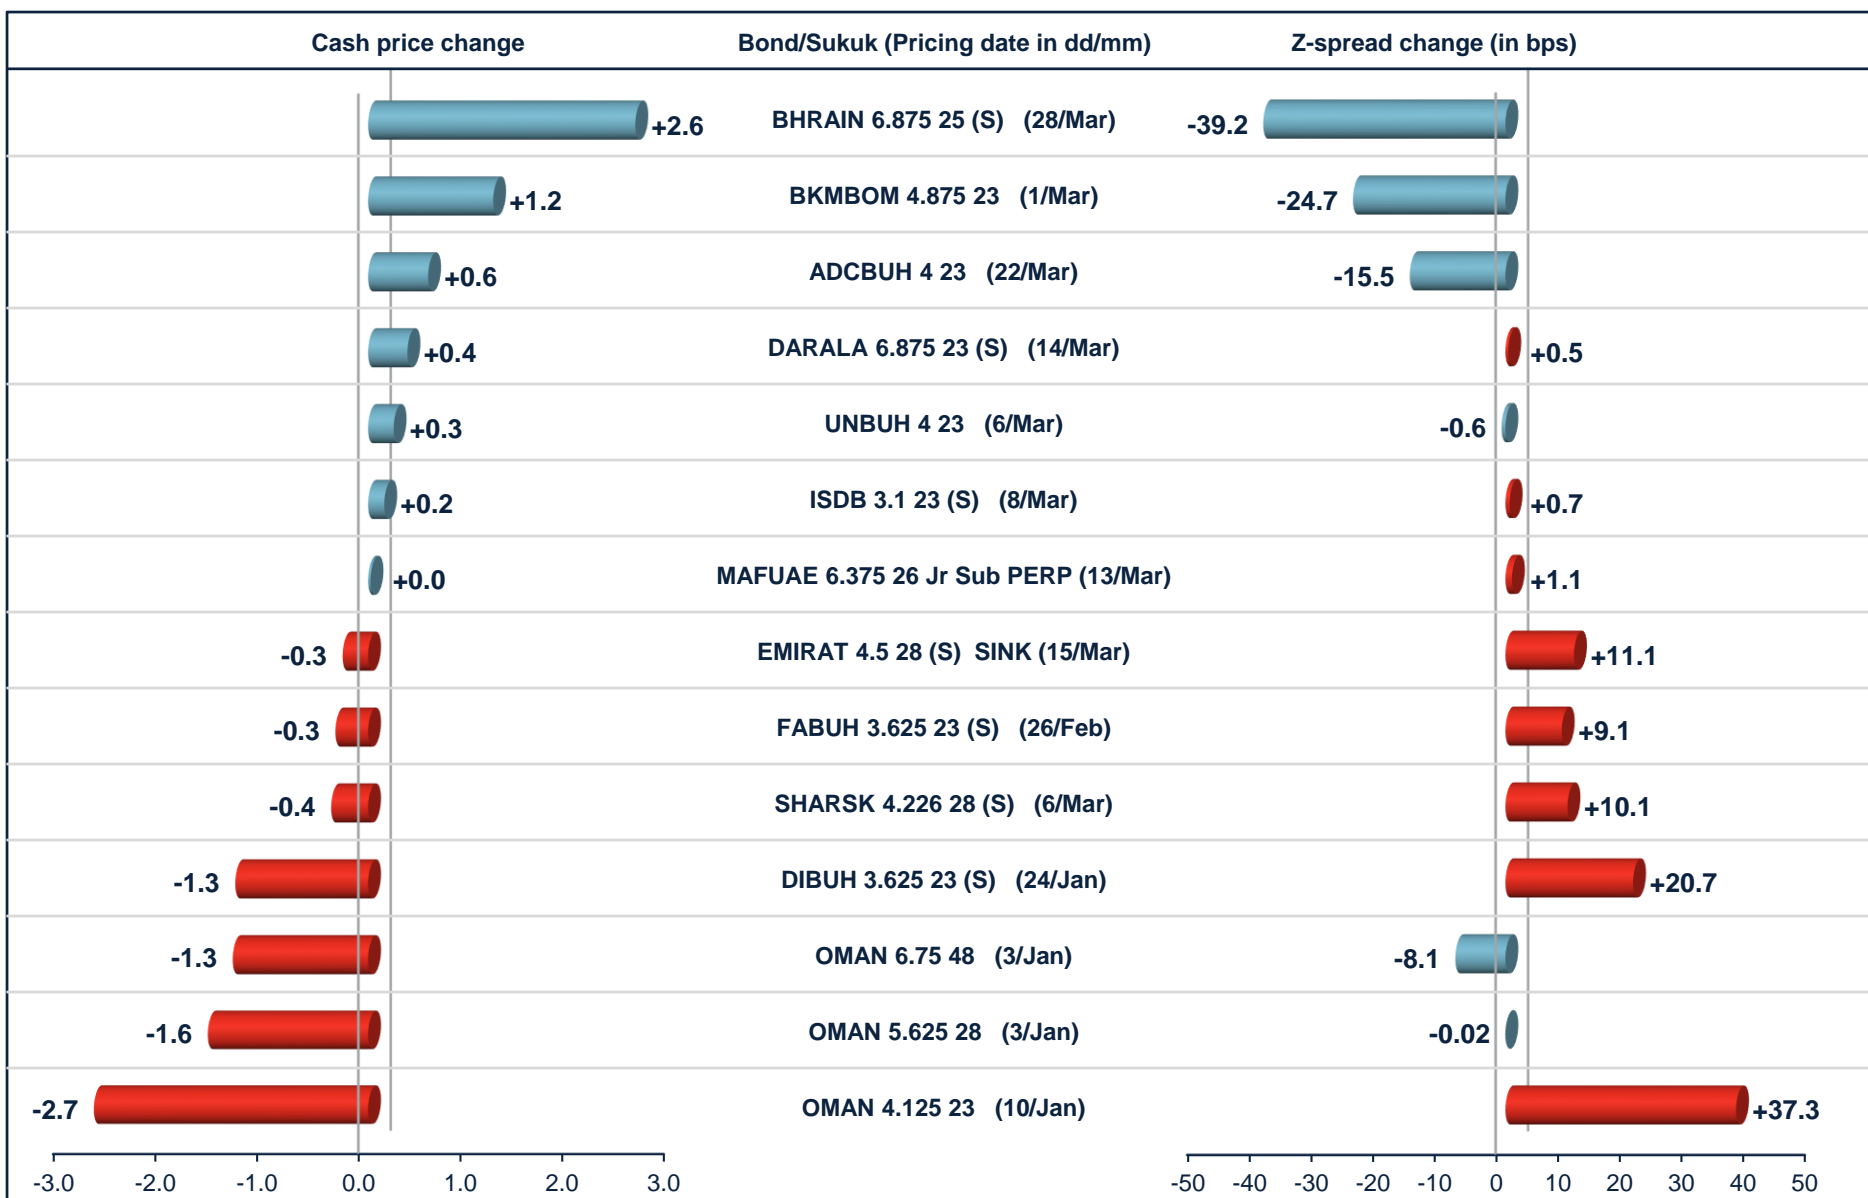 Cash price change Bond/Sukuk (Pricing date in dd/mm) Z-spread change (in bps)
+2.6 BHRAIN 6.875 25 (S) (28/Mar) -39.2
+1.2 BKMBOM 4.875 23 (1/Mar) -24.7
+0.6 ADCBUH 4 23 (22/Mar) -15.5
+0.4 DARALA 6.875 23 (S) (14/Mar) +0.5
+0.3 UNBUH 4 23 (6/Mar) -0.6
+0.2 ISDB 3.1 23 (S) (8/Mar) +0.7
+0.0 MAFUAE 6.375 26 Jr Sub PERP (13/Mar) +1.1
-0.3 EMIRAT 4.5 28 (S) SINK (15/Mar) +11.1
-0.3 FABUH 3.625 23 (S) (26/Feb) +9.1
-0.4 SHARSK 4.226 28 (S) (6/Mar) +10.1
-1.3 DIBUH 3.625 23 (S) (24/Jan) +20.7
-1.3 OMAN 6.75 48 (3/Jan) -8.1
-1.6 OMAN 5.625 28 (3/Jan) -0.02
-2.7 OMAN 4.125 23 (10/Jan) +37.3
-3.0 -2.0 -1.0 0.0 1.0 2.0 3.0 -50 -40 -30 -20 -10 0 10 20 30 40 50